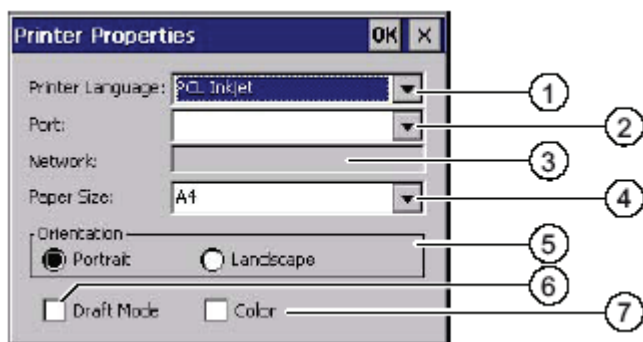 Printer Properties OK ×
Printer Language: PCL Inkjet 1
Port: 2
Network: 3
Paper Size: A4 4
Orientation 5
Portrait Landscape
6
Draft Mode Color 7